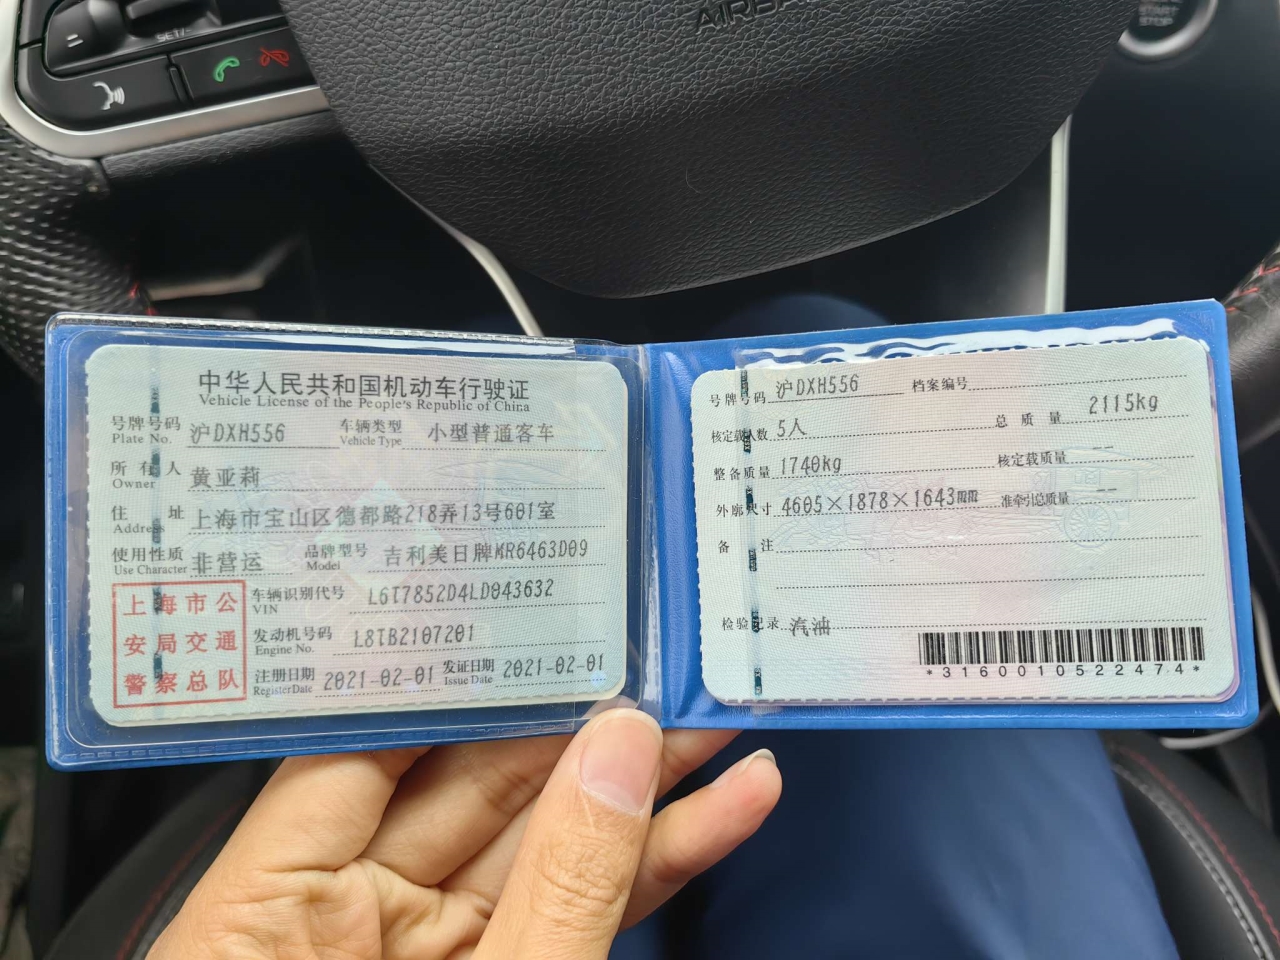 SET/
START
STOP
中华人民共和国机动车行驶证
Vehicle License of the People's Republic of China
号牌号码 沪DXH556 车辆类型 小型普通客车
Plate No. Vehicle Type
所有人 黄亚莉
Owner
住址 上海市宝山区德都路218弄13号601室
Address
使用性质 非营运 品牌型号 吉利美日牌MR6463D09
Use Character Model
上海市公安局交通警察总队
车辆识别代号 L6T7852D4LD043632
VIN
发动机号码 L8TB2107201
Engine No.
注册日期 2021-02-01 发证日期 2021-02-01
Register Date Issue Date
号牌号码 沪DXH556 档案编号
核定载人数 5人 总质量 2115kg
整备质量 1740kg 核定载质量 --
外廓尺寸 4605×1878×1643毫米 准牵引总质量 --
备注
检验记录 汽油
*3160010522474*